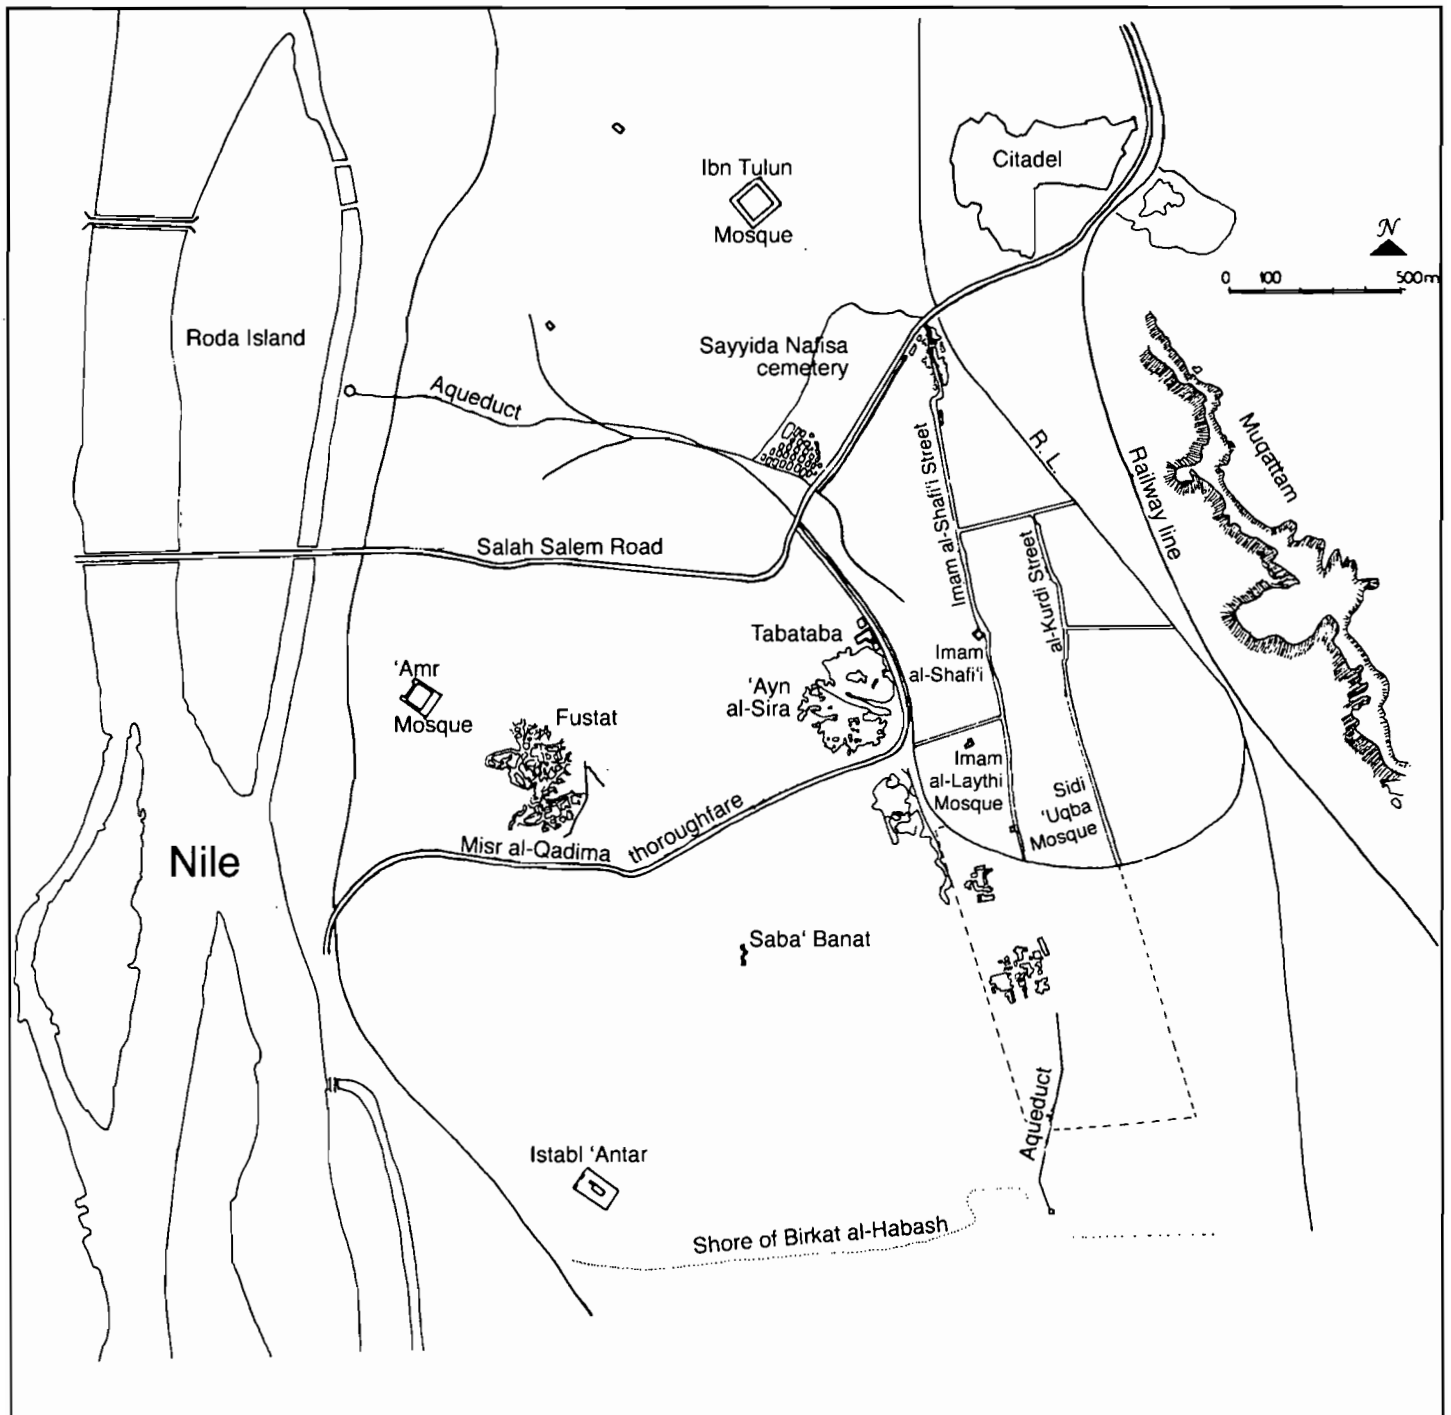 Ibn Tulun
Mosque
Citadel
N
0 100 500m
Roda Island
Sayyida Nafisa
cemetery
Aqueduct
Imam al-Shafi‘i Street
R. L.
Railway line
Muqattam
Salah Salem Road
al-Kurdi Street
Tabataba
Imam
al-Shafi‘i
‘Amr
Mosque
‘Ayn
al-Sira
Fustat
Imam
al-Laythi
Mosque
Sidi
‘Uqba
Mosque
Nile
Misr al-Qadima thoroughfare
Saba‘ Banat
Aqueduct
Istabl ‘Antar
Shore of Birkat al-Habash